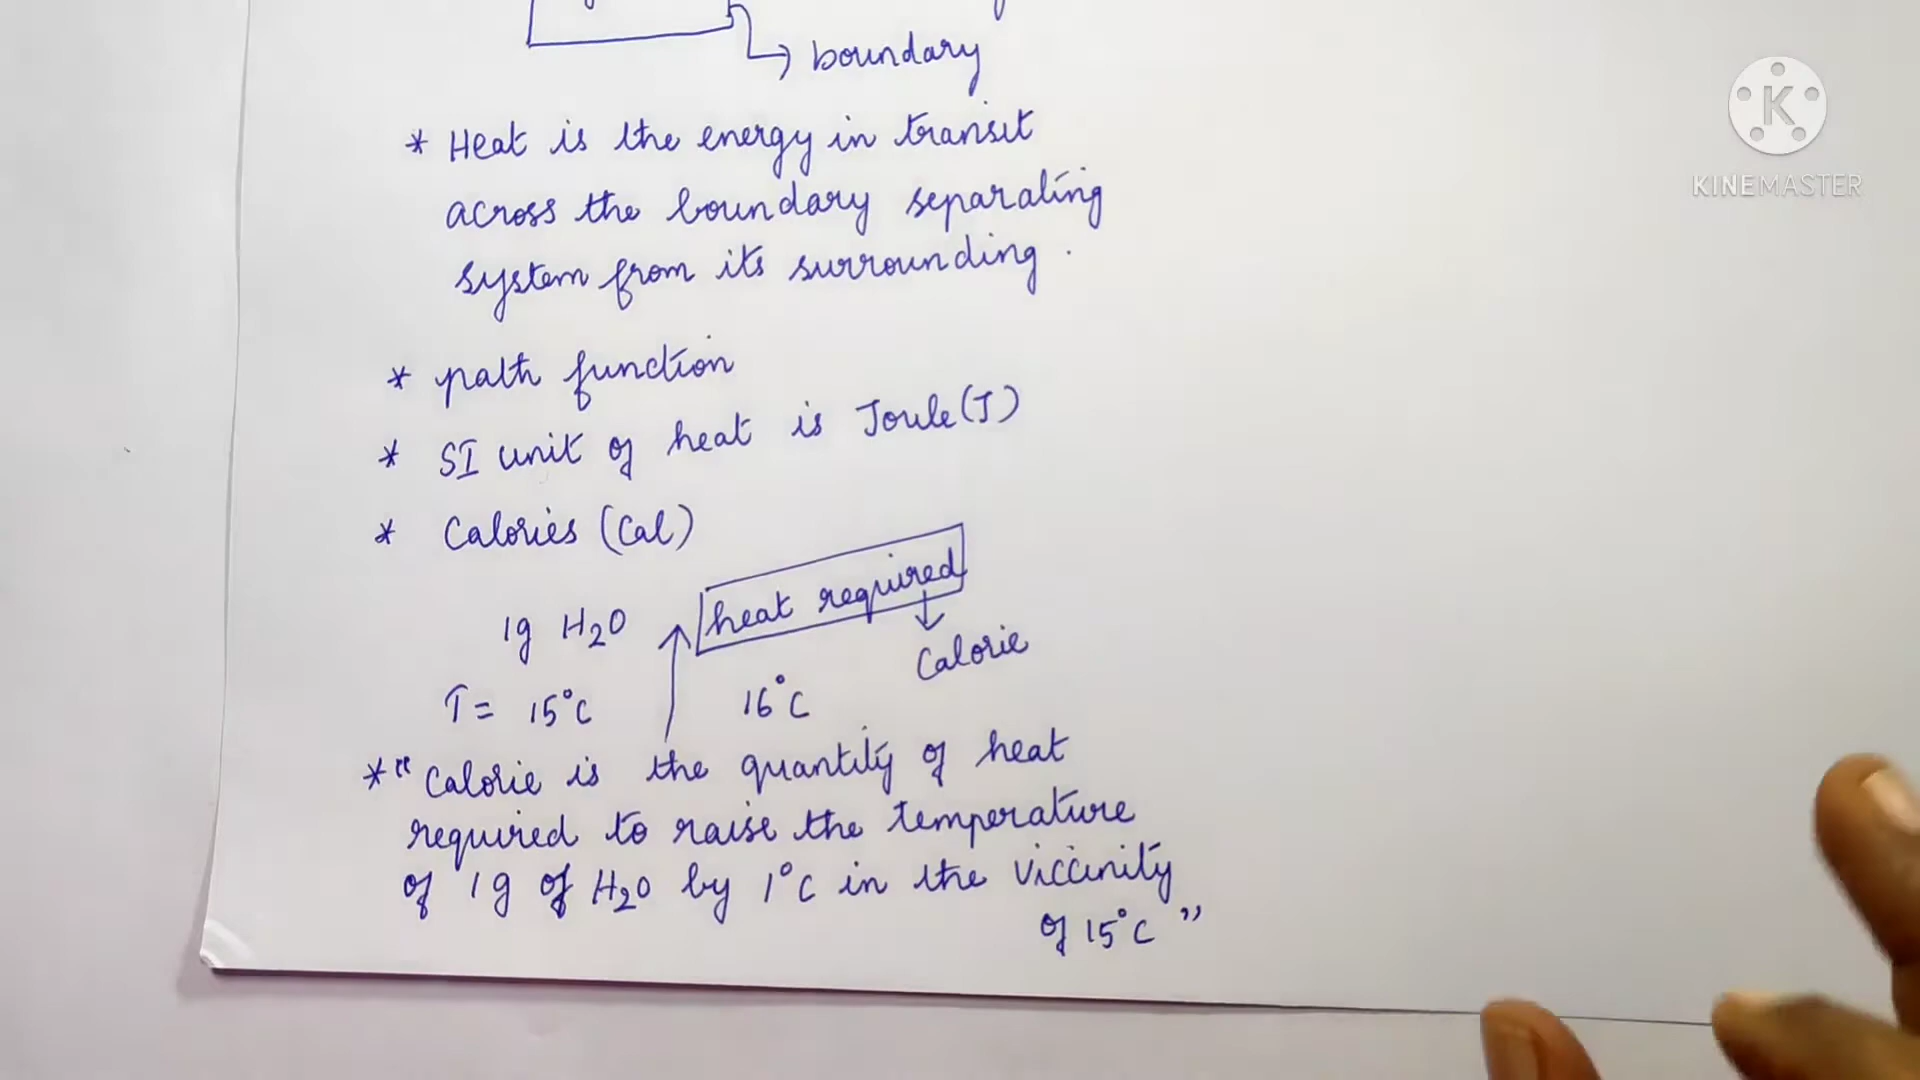 boundary
* Heat is the energy in transit
across the boundary separating
system from its surrounding.
* path function
* SI unit of heat is Joule (J)
* Calories (Cal)
heat required
1g H₂O
Calorie
T = 15°C 16°C
* "Calorie is the quantity of heat
required to raise the temperature
of 1g of H₂O by 1°C in the viccinity
of 15°C"
K
KINEMASTER